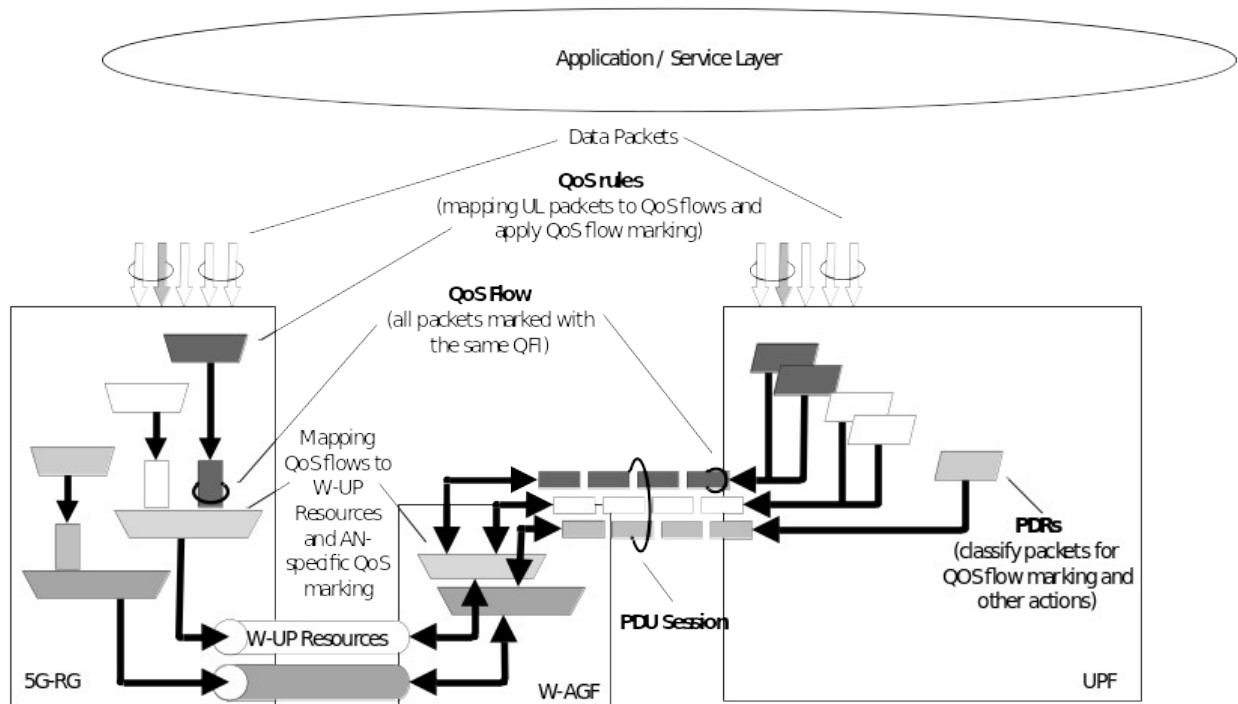 Application / Service Layer
Data Packets
QoS rules
(mapping UL packets to QoS flows and
apply QoS flow marking)
QoS Flow
(all packets marked with
the same QFI)
Mapping
QoS flows to
W-UP
Resources
and AN-
specific QoS
marking
PDRs
(classify packets for
QOS flow marking and
other actions)
PDU Session
W-UP Resources
5G-RG
W-AGF
UPF